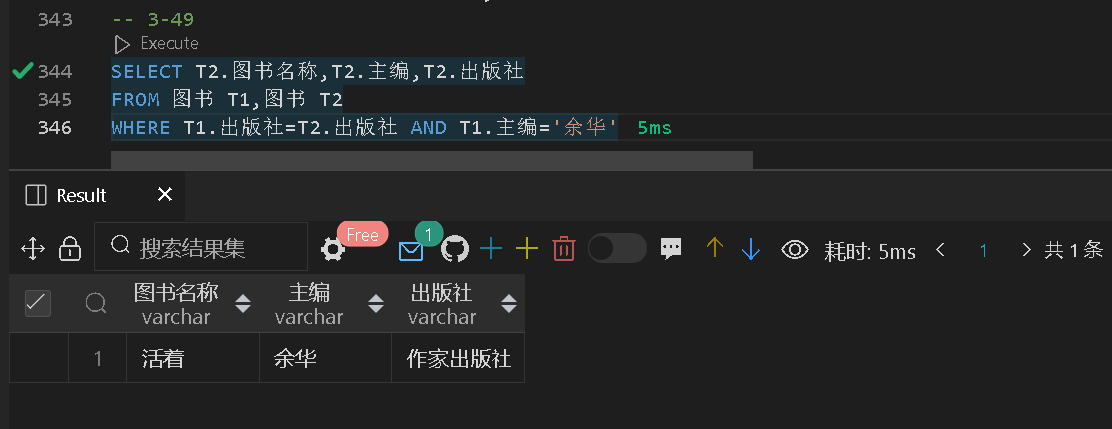 343 -- 3-49
Execute
344 SELECT T2.图书名称,T2.主编,T2.出版社
345 FROM 图书 T1,图书 T2
346 WHERE T1.出版社=T2.出版社 AND T1.主编='余华' 5ms
Result
搜索结果集 Free 1 耗时: 5ms 1 共 1 条
图书名称 主编 出版社
varchar varchar varchar
1 活着 余华 作家出版社